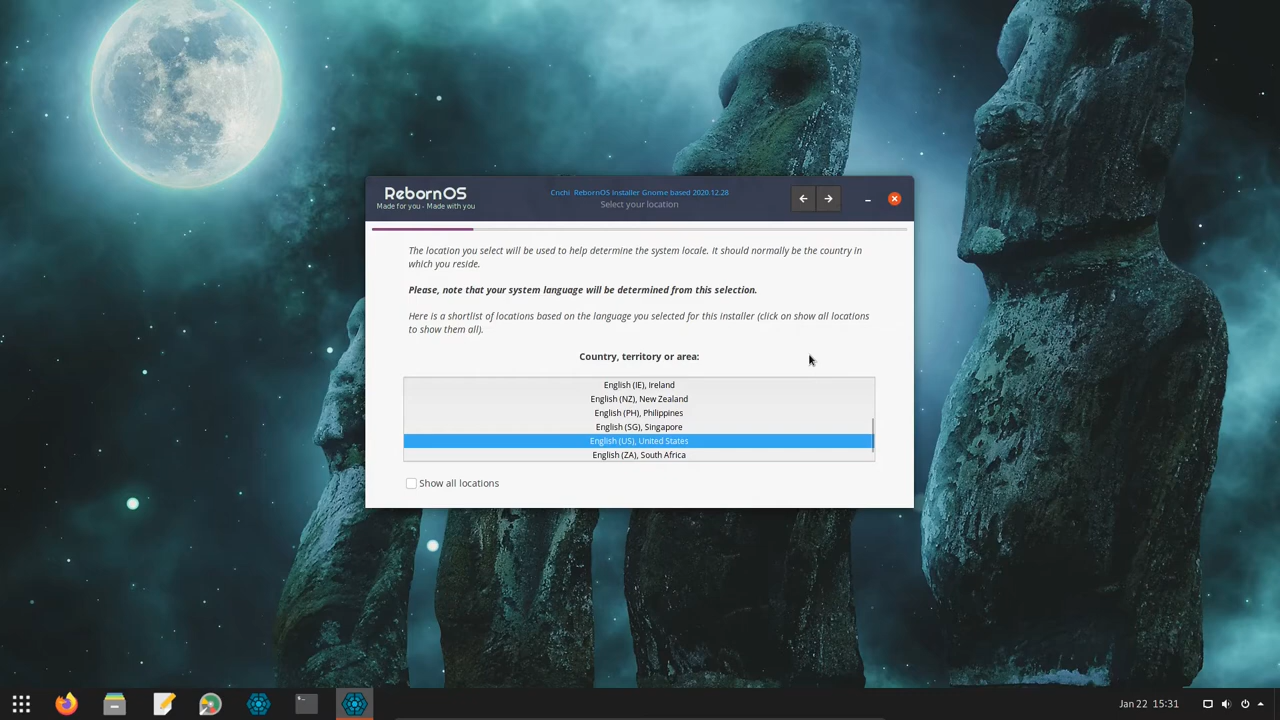 RebornOS
Made for you - Made with you
Cnchi RebornOS Installer Gnome based 2020.12.28
Select your location
The location you select will be used to help determine the system locale. It should normally be the country in
which you reside.
Please, note that your system language will be determined from this selection.
Here is a shortlist of locations based on the language you selected for this installer (click on show all locations
to show them all).
Country, territory or area:
English (IE), Ireland
English (NZ), New Zealand
English (PH), Philippines
English (SG), Singapore
English (US), United States
English (ZA), South Africa
Show all locations
Jan 22 15:31